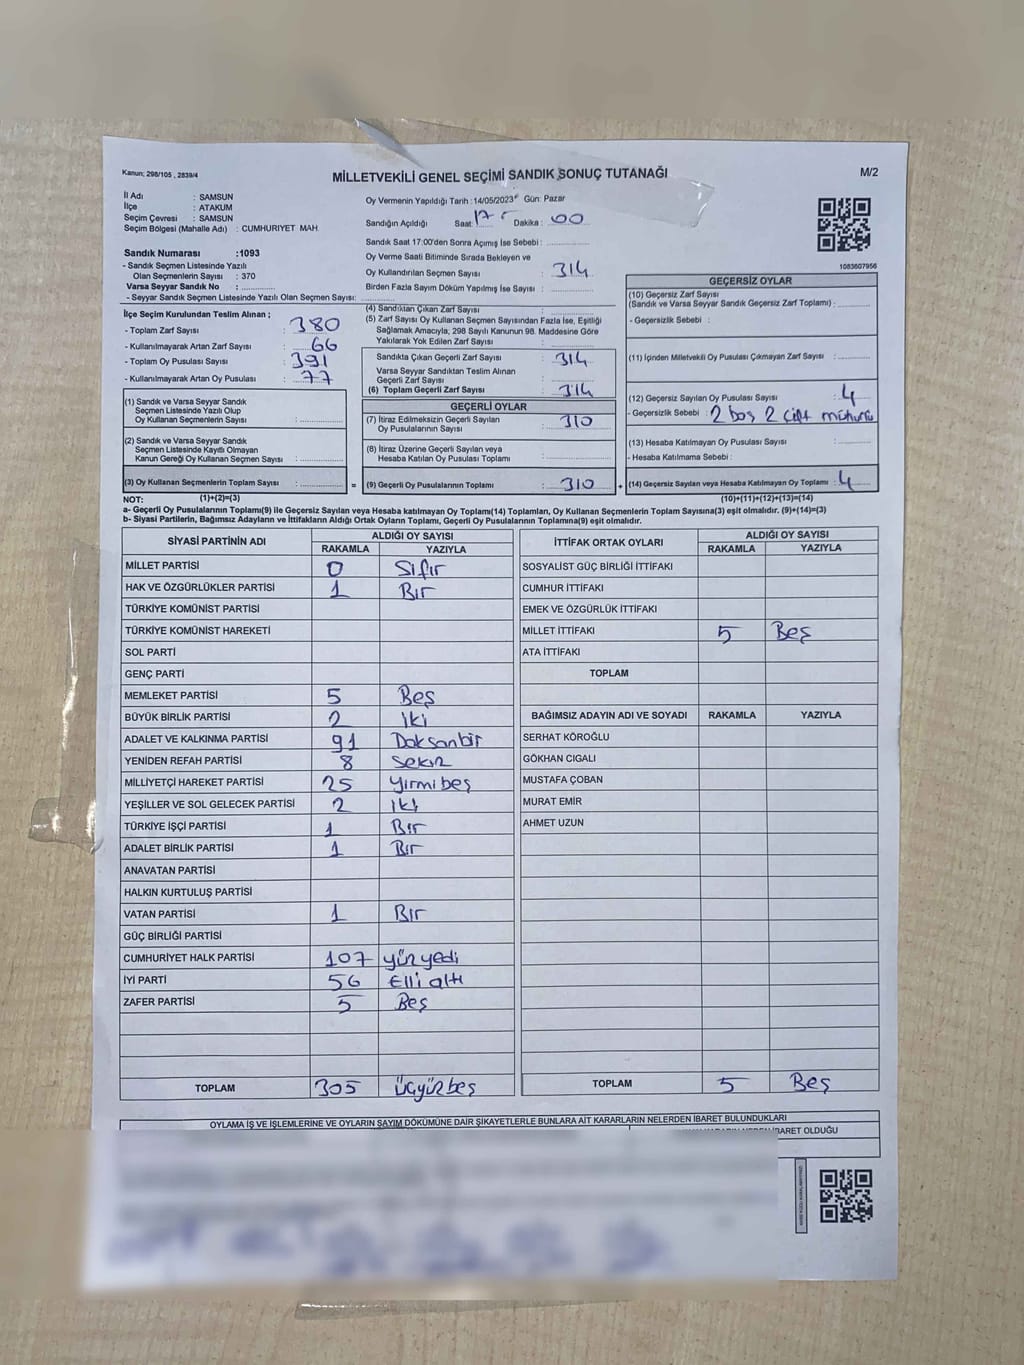 Kanun; 298/105 , 2839/4
MİLLETVEKİLİ GENEL SEÇİMİ SANDIK SONUÇ TUTANAĞI
M/2
İl Adı : SAMSUN
İlçe : ATAKUM
Seçim Çevresi : SAMSUN
Seçim Bölgesi (Mahalle Adı) : CUMHURIYET MAH.
Sandık Numarası :1093
- Sandık Seçmen Listesinde Yazılı
Olan Seçmenlerin Sayısı : 370
Varsa Seyyar Sandık No :
- Seyyar Sandık Seçmen Listesinde Yazılı Olan Seçmen Sayısı:
Oy Vermenin Yapıldığı Tarih :14/05/2023 Gün: Pazar
Sandığın Açıldığı Saat: 17 Dakika : 00
Sandık Saat 17:00'den Sonra Açımış İse Sebebi :
Oy Verme Saati Bitiminde Sırada Bekleyen ve
Oy Kullandırılan Seçmen Sayısı : 314
Birden Fazla Sayım Döküm Yapılmış İse Sayısı :
1083607956
İlçe Seçim Kurulundan Teslim Alınan ;
- Toplam Zarf Sayısı : 380
- Kullanılmayarak Artan Zarf Sayısı : 66
- Toplam Oy Pusulası Sayısı : 391
- Kullanılmayarak Artan Oy Pusulası : 77
(1) Sandık ve Varsa Seyyar Sandık
Seçmen Listesinde Yazılı Olup
Oy Kullanan Seçmenlerin Sayısı :
(2) Sandık ve Varsa Seyyar Sandık
Seçmen Listesinde Kayıtlı Olmayan
Kanun Gereği Oy Kullanan Seçmen Sayısı :
(3) Oy Kullanan Seçmenlerin Toplam Sayısı :
(4) Sandıktan Çıkan Zarf Sayısı :
(5) Zarf Sayısı Oy Kullanan Seçmen Sayısından Fazla İse, Eşitliği
Sağlamak Amacıyla; 298 Sayılı Kanunun 98. Maddesine Göre
Yakılarak Yok Edilen Zarf Sayısı :
Sandıkta Çıkan Geçerli Zarf Sayısı : 314
Varsa Seyyar Sandıktan Teslim Alınan
Geçerli Zarf Sayısı :
(6) Toplam Geçerli Zarf Sayısı : 314
GEÇERLİ OYLAR
(7) İtiraz Edilmeksizin Geçerli Sayılan
Oy Pusulalarının Sayısı : 310
(8) İtiraz Üzerine Geçerli Sayılan veya
Hesaba Katılan Oy Pusulası Toplamı :
= (9) Geçerli Oy Pusulalarının Toplamı : 310
GEÇERSİZ OYLAR
(10) Geçersiz Zarf Sayısı
(Sandık ve Varsa Seyyar Sandık Geçersiz Zarf Toplamı) :
- Geçersizlik Sebebi :
(11) İçinden Milletvekili Oy Pusulası Çıkmayan Zarf Sayısı :
(12) Geçersiz Sayılan Oy Pusulası Sayısı : 4
- Geçersizlik Sebebi : 2 boş 2 çift mühürlü
(13) Hesaba Katılmayan Oy Pusulası Sayısı :
- Hesaba Katılmama Sebebi :
+ (14) Geçersiz Sayılan veya Hesaba Katılmayan Oy Toplamı : 4
NOT: (1)+(2)=(3)
(10)+(11)+(12)+(13)=(14)
a- Geçerli Oy Pusulalarının Toplamı(9) ile Geçersiz Sayılan veya Hesaba katılmayan Oy Toplamı(14) Toplamları, Oy Kullanan Seçmenlerin Toplam Sayısına(3) eşit olmalıdır. (9)+(14)=(3)
b- Siyasi Partilerin, Bağımsız Adayların ve İttifakların Aldığı Ortak Oyların Toplamı, Geçerli Oy Pusulalarının Toplamına(9) eşit olmalıdır.
SİYASİ PARTİNİN ADI ALDIĞI OY SAYISI
RAKAMLA YAZIYLA
MİLLET PARTİSİ 0 Sıfır
HAK VE ÖZGÜRLÜKLER PARTİSİ 1 Bır
TÜRKİYE KOMÜNİST PARTİSİ
TÜRKİYE KOMÜNİST HAREKETİ
SOL PARTİ
GENÇ PARTİ
MEMLEKET PARTİSİ 5 Beş
BÜYÜK BİRLİK PARTİSİ 2 iki
ADALET VE KALKINMA PARTİSİ 91 Doksanbir
YENİDEN REFAH PARTİSİ 8 Sekız
MİLLİYETÇİ HAREKET PARTİSİ 25 Yırmi beş
YEŞİLLER VE SOL GELECEK PARTİSİ 2 iki
TÜRKİYE İŞÇİ PARTİSİ 1 Bır
ADALET BİRLİK PARTİSİ 1 Bır
ANAVATAN PARTİSİ
HALKIN KURTULUŞ PARTİSİ
VATAN PARTİSİ 1 Bır
GÜÇ BİRLİĞİ PARTİSİ
CUMHURİYET HALK PARTİSİ 107 yüzyedi
İYİ PARTİ 56 Elli altı
ZAFER PARTİSİ 5 Beş
TOPLAM 305 üçyüzbeş
İTTİFAK ORTAK OYLARI ALDIĞI OY SAYISI
RAKAMLA YAZIYLA
SOSYALİST GÜÇ BİRLİĞİ İTTİFAKI
CUMHUR İTTİFAKI
EMEK VE ÖZGÜRLÜK İTTİFAKI
MİLLET İTTİFAKI 5 Beş
ATA İTTİFAKI
TOPLAM
BAĞIMSIZ ADAYIN ADI VE SOYADI RAKAMLA YAZIYLA
SERHAT KÖROĞLU
GÖKHAN CIGALI
MUSTAFA ÇOBAN
MURAT EMİR
AHMET UZUN
TOPLAM 5 Beş
OYLAMA İŞ VE İŞLEMLERİNE VE OYLARIN SAYIM DÖKÜMÜNE DAİR ŞİKAYETLERLE BUNLARA AİT KARARLARIN NELERDEN İBARET BULUNDUKLARI
İBARET OLDUĞU